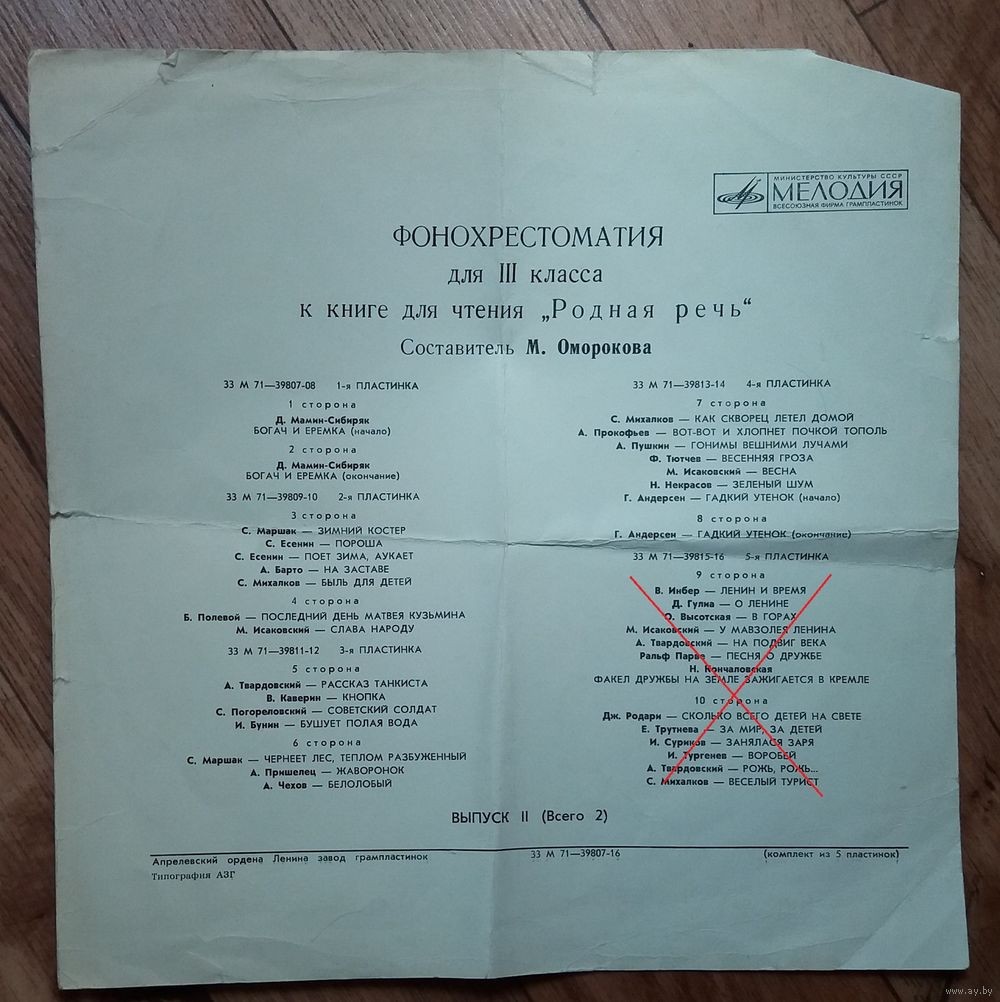 МИНИСТЕРСТВО КУЛЬТУРЫ СССР
МЕЛОДИЯ
ВСЕСОЮЗНАЯ ФИРМА ГРАМПЛАСТИНОК
ФОНОХРЕСТОМАТИЯ
для III класса
к книге для чтения „Родная речь“
Составитель М. Оморокова
33 М 71—39807-08 1-я ПЛАСТИНКА
1 сторона
Д. Мамин-Сибиряк
БОГАЧ И ЕРЕМКА (начало)
2 сторона
Д. Мамин-Сибиряк
БОГАЧ И ЕРЕМКА (окончание)
33 М 71—39809-10 2-я ПЛАСТИНКА
3 сторона
С. Маршак — ЗИМНИЙ КОСТЕР
С. Есенин — ПОРОША
С. Есенин — ПОЕТ ЗИМА, АУКАЕТ
А. Барто — НА ЗАСТАВЕ
С. Михалков — БЫЛЬ ДЛЯ ДЕТЕЙ
4 сторона
Б. Полевой — ПОСЛЕДНИЙ ДЕНЬ МАТВЕЯ КУЗЬМИНА
М. Исаковский — СЛАВА НАРОДУ
33 М 71—39811-12 3-я ПЛАСТИНКА
5 сторона
А. Твардовский — РАССКАЗ ТАНКИСТА
В. Каверин — КНОПКА
С. Погореловский — СОВЕТСКИЙ СОЛДАТ
И. Бунин — БУШУЕТ ПОЛАЯ ВОДА
6 сторона
С. Маршак — ЧЕРНЕЕТ ЛЕС, ТЕПЛОМ РАЗБУЖЕННЫЙ
А. Пришелец — ЖАВОРОНОК
А. Чехов — БЕЛОЛОБЫЙ
33 М 71—39813-14 4-я ПЛАСТИНКА
7 сторона
С. Михалков — КАК СКВОРЕЦ ЛЕТЕЛ ДОМОЙ
А. Прокофьев — ВОТ-ВОТ И ХЛОПНЕТ ПОЧКОЙ ТОПОЛЬ
А. Пушкин — ГОНИМЫ ВЕШНИМИ ЛУЧАМИ
Ф. Тютчев — ВЕСЕННЯЯ ГРОЗА
М. Исаковский — ВЕСНА
Н. Некрасов — ЗЕЛЕНЫЙ ШУМ
Г. Андерсен — ГАДКИЙ УТЕНОК (начало)
8 сторона
Г. Андерсен — ГАДКИЙ УТЕНОК (окончание)
33 М 71—39815-16 5-я ПЛАСТИНКА
9 сторона
В. Инбер — ЛЕНИН И ВРЕМЯ
Д. Гулиа — О ЛЕНИНЕ
О. Высотская — В ГОРАХ
М. Исаковский — У МАВЗОЛЕЯ ЛЕНИНА
А. Твардовский — НА ПОДВИГ ВЕКА
Ральф Парве — ПЕСНЯ О ДРУЖБЕ
Н. Кончаловская
ФАКЕЛ ДРУЖБЫ НА ЗЕМЛЕ ЗАЖИГАЕТСЯ В КРЕМЛЕ
10 сторона
Дж. Родари — СКОЛЬКО ВСЕГО ДЕТЕЙ НА СВЕТЕ
Е. Трутнева — ЗА МИР, ЗА ДЕТЕЙ
И. Суриков — ЗАНЯЛАСЯ ЗАРЯ
И. Тургенев — ВОРОБЕЙ
А. Твардовский — РОЖЬ, РОЖЬ...
С. Михалков — ВЕСЕЛЫЙ ТУРИСТ
ВЫПУСК II (Всего 2)
Апрелевский ордена Ленина завод грампластинок 33 М 71—39807-16 (комплект из 5 пластинок)
Типография АЗГ
www.ay.by